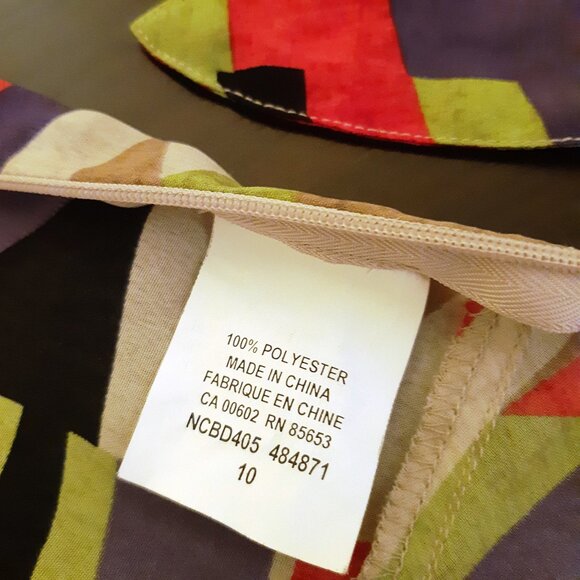 100% POLYESTER
MADE IN CHINA
FABRIQUE EN CHINE
CA 00602 RN 85653
NCBD405 484871
10